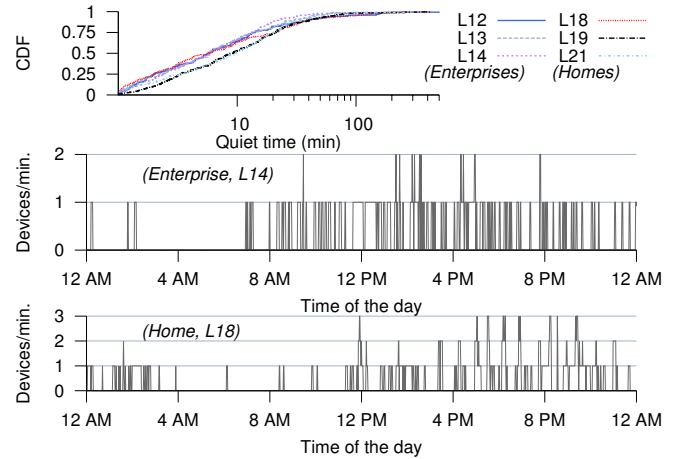 CDF
1
0.75
0.5
0.25
0
10
100
Quiet time (min)
L12
L13
L14
(Enterprises)
L18
L19
L21
(Homes)
Devices/min.
2
1
0
(Enterprise, L14)
12 AM 4 AM 8 AM 12 PM 4 PM 8 PM 12 AM
Time of the day
Devices/min.
3
2
1
0
(Home, L18)
12 AM 4 AM 8 AM 12 PM 4 PM 8 PM 12 AM
Time of the day